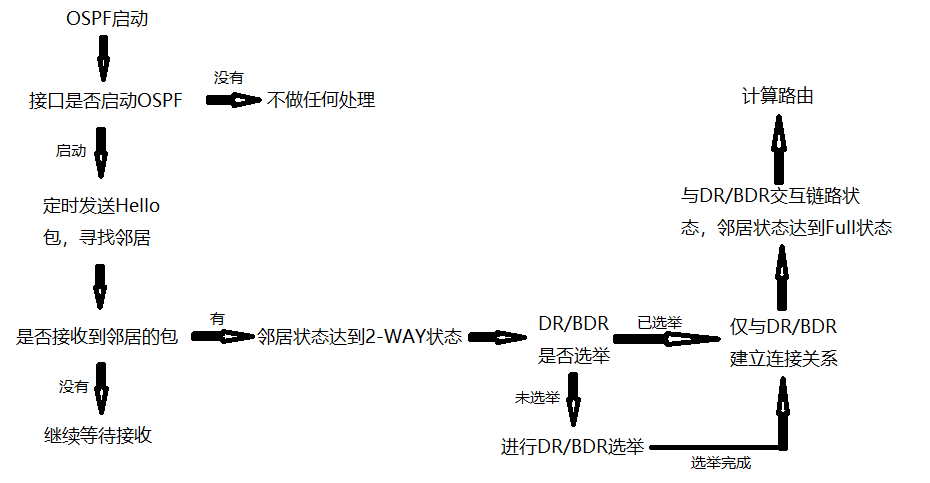 OSPF启动
接口是否启动OSPF
没有
不做任何处理
启动
定时发送Hello
包，寻找邻居
是否接收到邻居的包
有
邻居状态达到2-WAY状态
没有
继续等待接收
DR/BDR
是否选举
已选举
未选举
进行DR/BDR选举
选举完成
仅与DR/BDR
建立连接关系
与DR/BDR交互链路状
态，邻居状态达到Full状态
计算路由